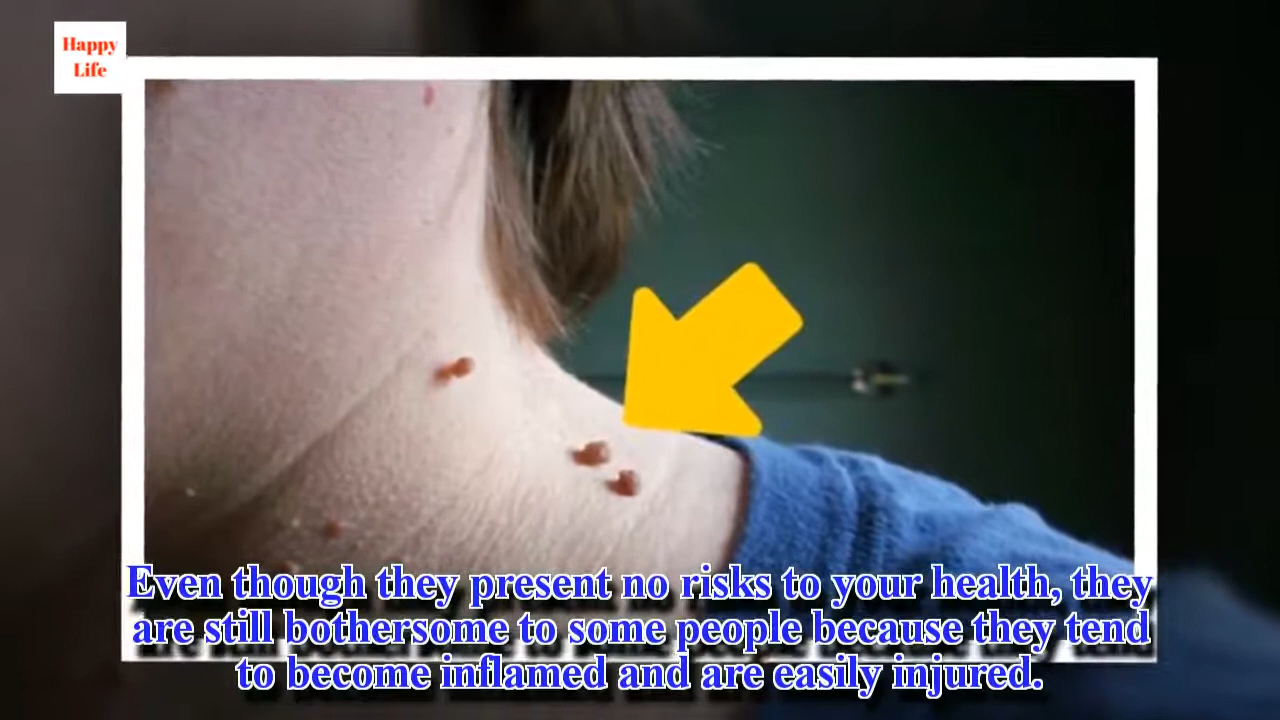 Happy
Life
Even though they present no risks to your health, they
are still bothersome to some people because they tend
to become inflamed and are easily injured.